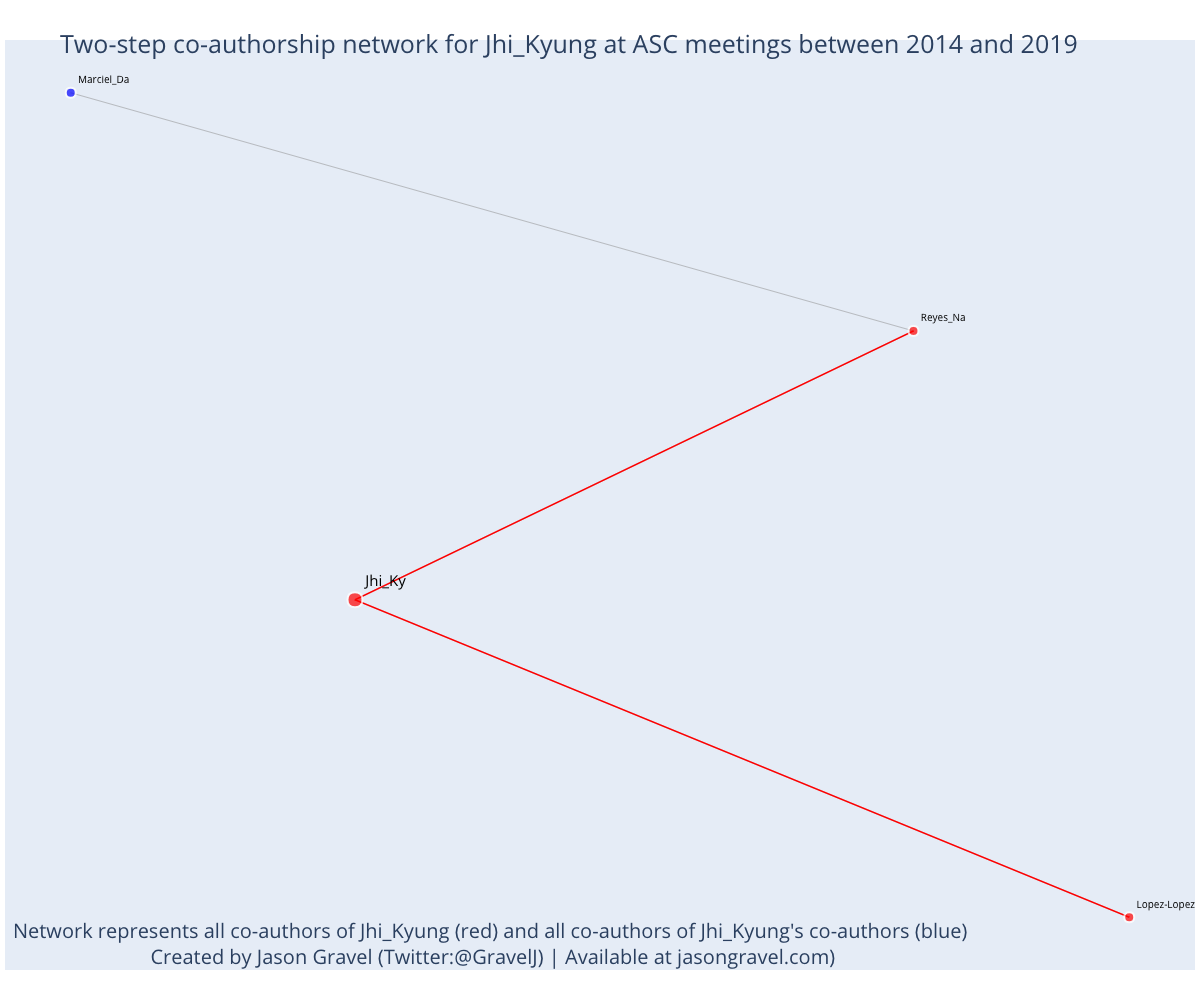 Two-step co-authorship network for Jhi_Kyung at ASC meetings between 2014 and 2019
Marciel_Da
Reyes_Na
Jhi_Ky
Lopez-Lopez
Network represents all co-authors of Jhi_Kyung (red) and all co-authors of Jhi_Kyung's co-authors (blue)
Created by Jason Gravel (Twitter:@GravelJ) | Available at jasongravel.com)